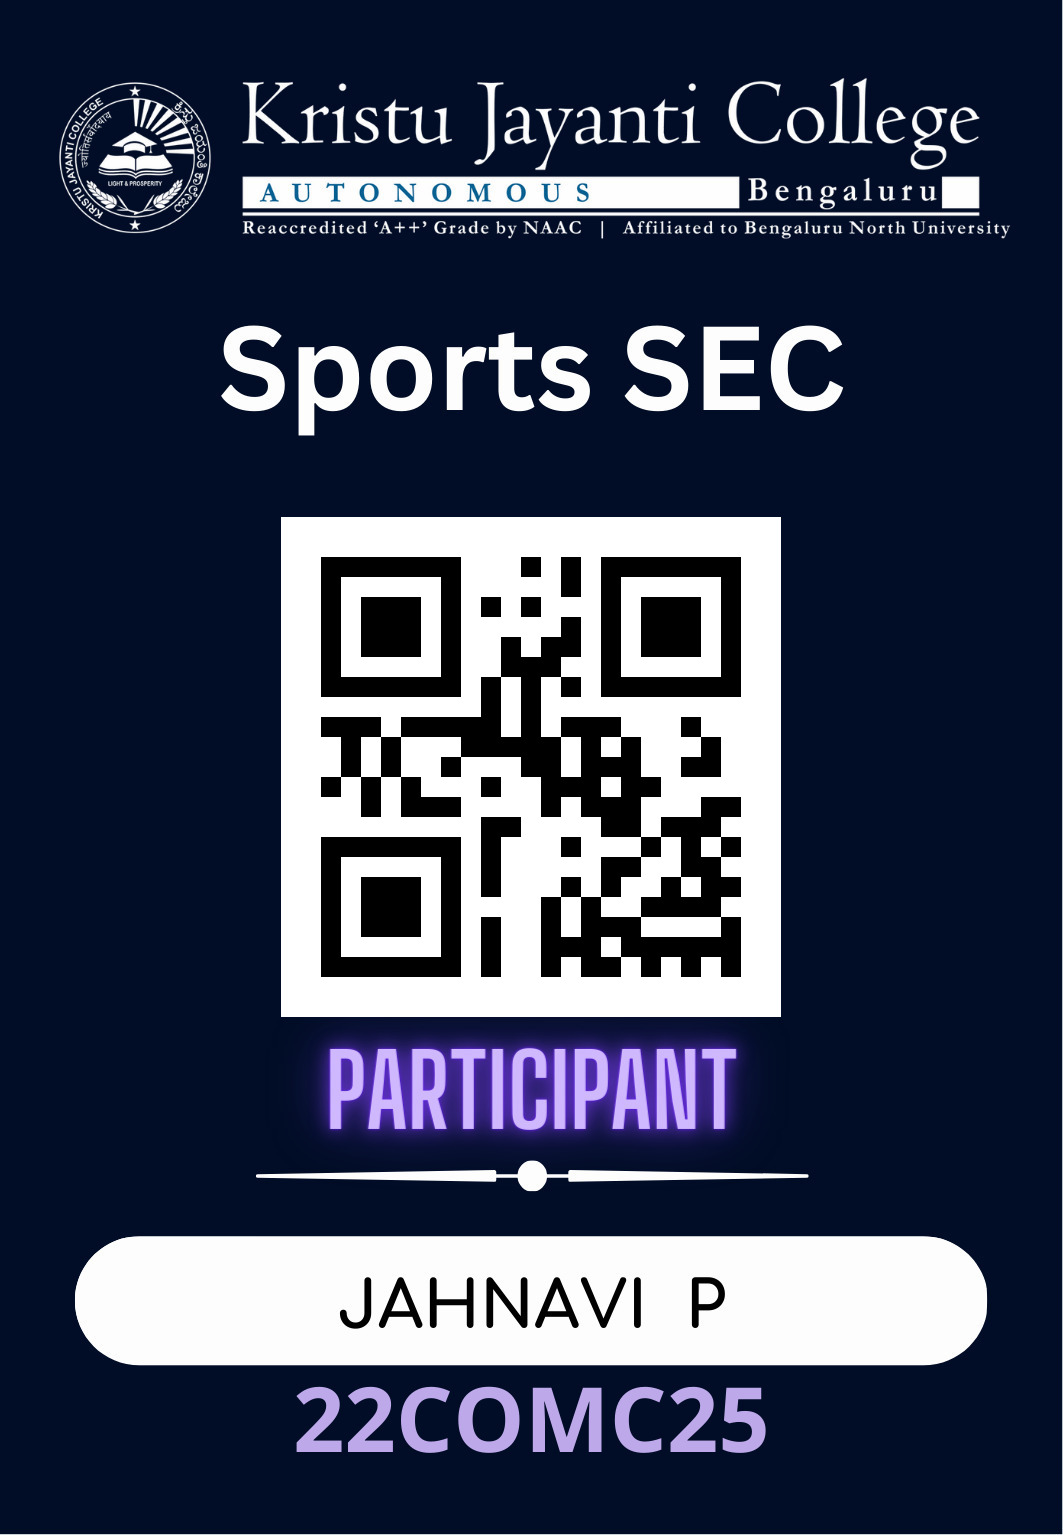 Kristu Jayanti College
AUTONOMOUS Bengaluru
Reaccredited ‘A++’ Grade by NAAC | Affiliated to Bengaluru North University
KRISTU JAYANTI COLLEGE
LIGHT & PROSPERITY
Sports SEC
PARTICIPANT
JAHNAVI P
22COMC25